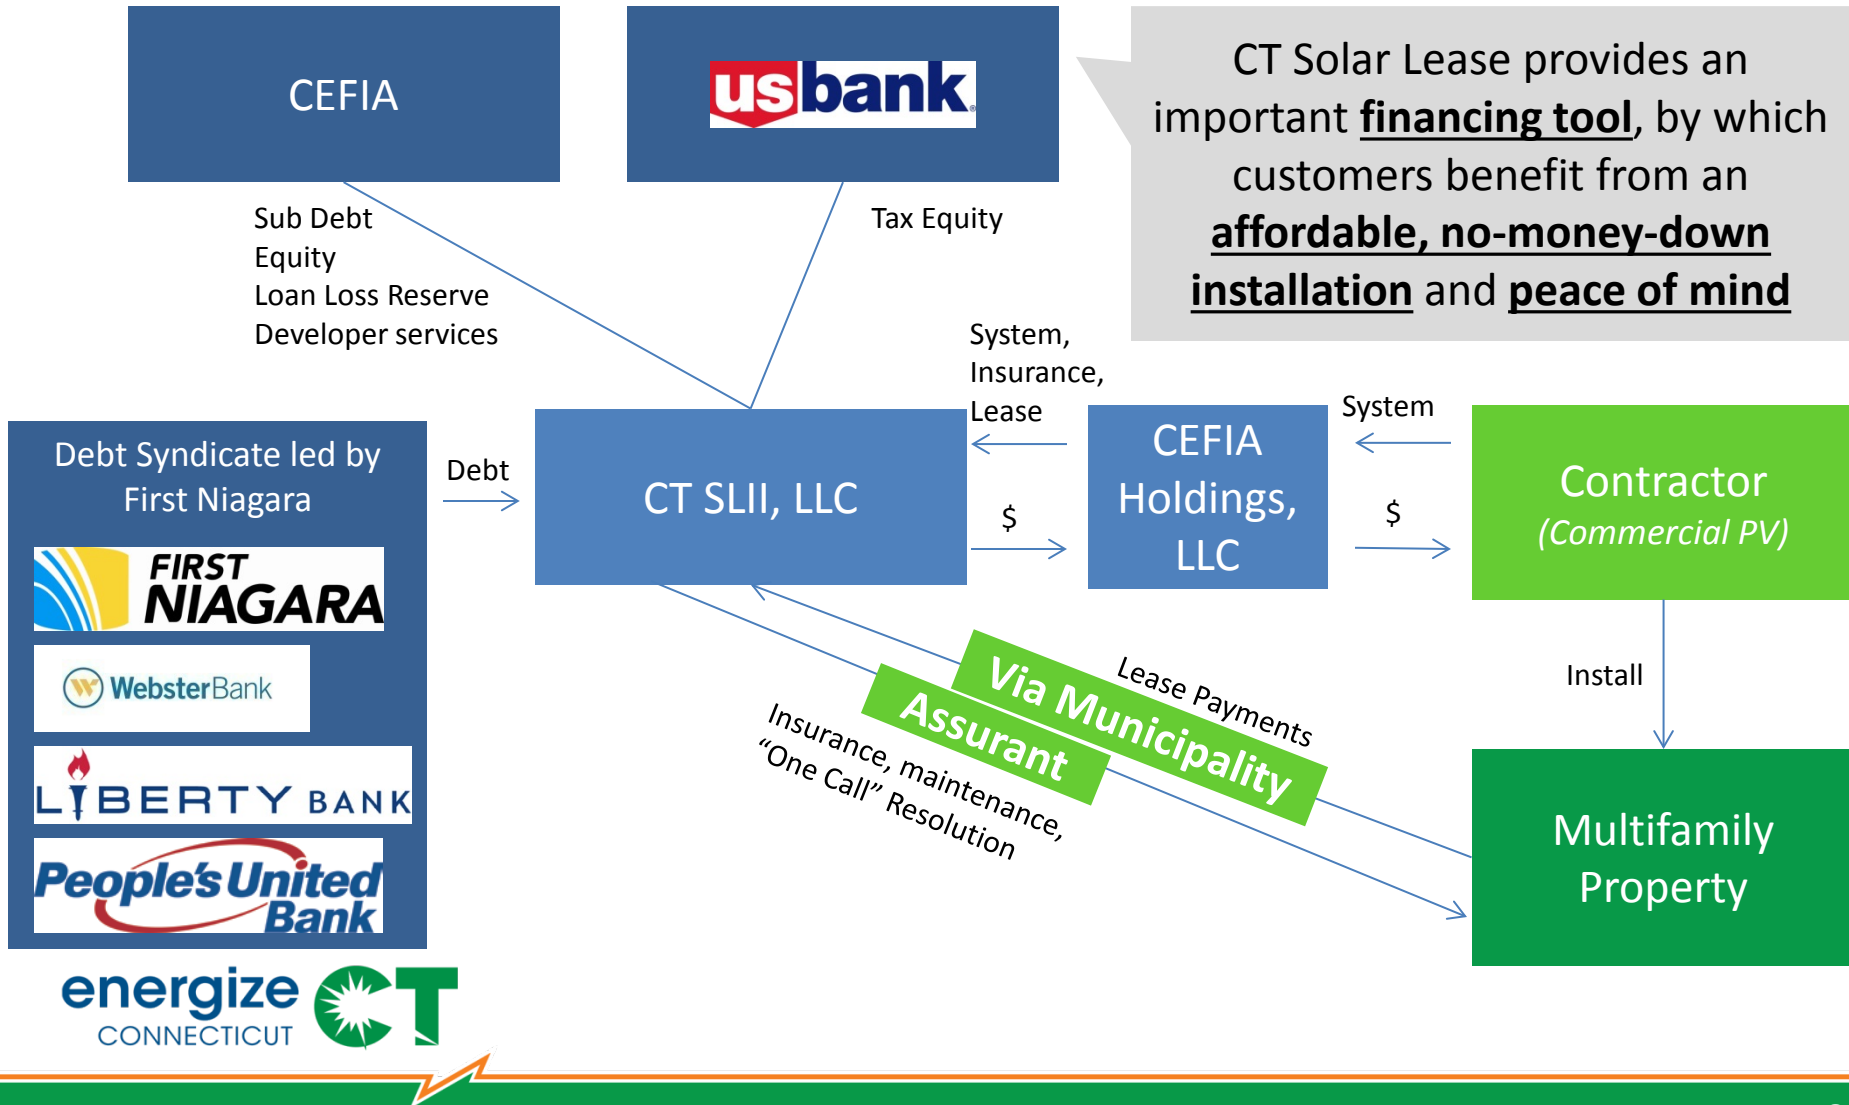 CEFIA
usbank
CT Solar Lease provides an
important financing tool, by which
customers benefit from an
affordable, no-money-down
installation and peace of mind
Sub Debt
Equity
Loan Loss Reserve
Developer services
Tax Equity
System,
Insurance,
Lease
System
Debt Syndicate led by
First Niagara
FIRST
NIAGARA
WebsterBank
LIBERTY BANK
People's United
Bank
Debt
CT SLII, LLC
$
CEFIA
Holdings,
LLC
$
Contractor
(Commercial PV)
Install
Lease Payments
Via Municipality
Assurant
Insurance, maintenance,
“One Call” Resolution
Multifamily
Property
energize
CONNECTICUT
CT